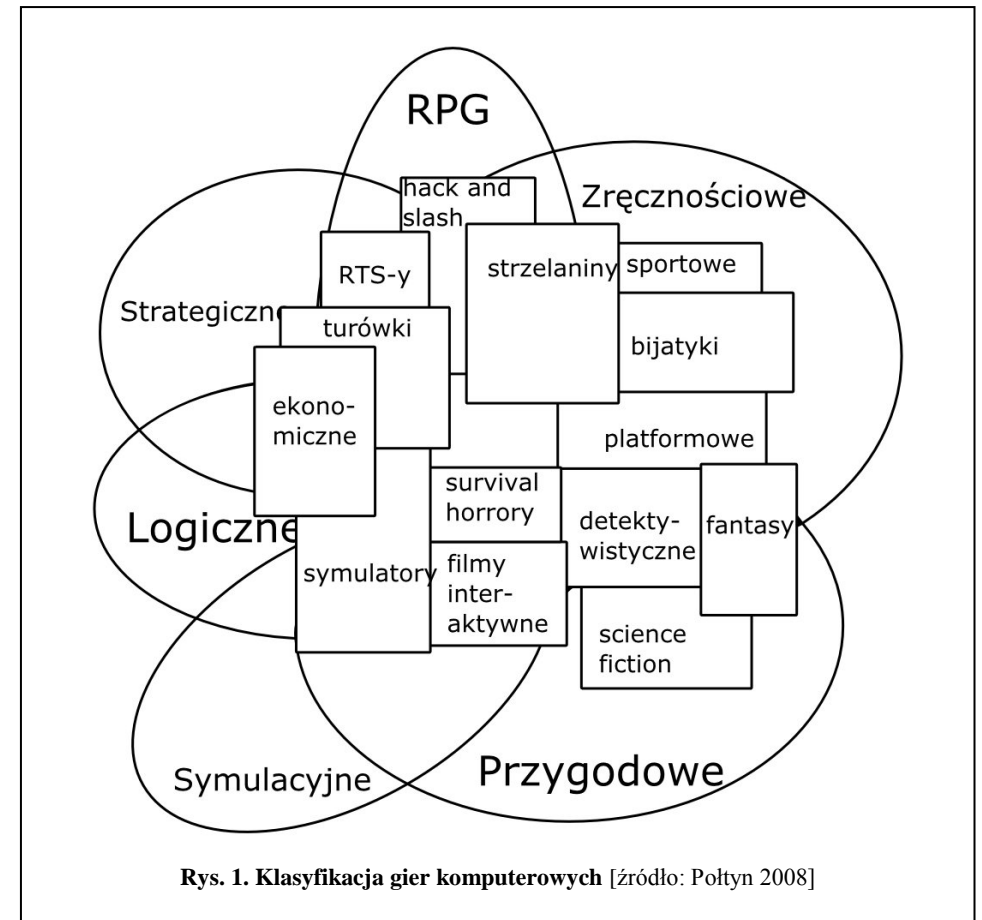 RPG
Zręcznościowe
hack and
slash
strzelaniny
sportowe
RTS-y
Strategiczne
turówki
bijatyki
ekono-
miczne
platformowe
survival
horrory
detekty-
wistyczne
fantasy
Logiczne
symulatory
filmy
inter-
aktywne
science
fiction
Symulacyjne
Przygodowe
Rys. 1. Klasyfikacja gier komputerowych [źródło: Połtyn 2008]